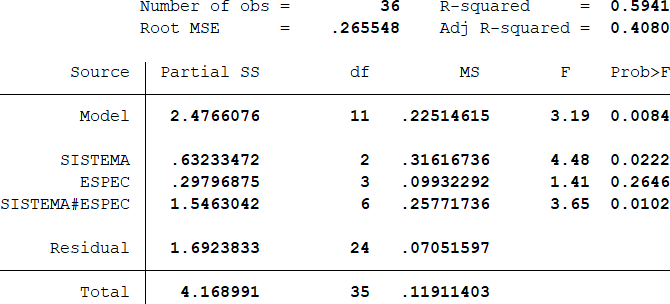 Number of obs = 36 R-squared = 0.5941
Root MSE = .265548 Adj R-squared = 0.4080
Source Partial SS df MS F Prob>F
Model 2.4766076 11 .22514615 3.19 0.0084
SISTEMA .63233472 2 .31616736 4.48 0.0222
ESPEC .29796875 3 .09932292 1.41 0.2646
SISTEMA#ESPEC 1.5463042 6 .25771736 3.65 0.0102
Residual 1.6923833 24 .07051597
Total 4.168991 35 .11911403